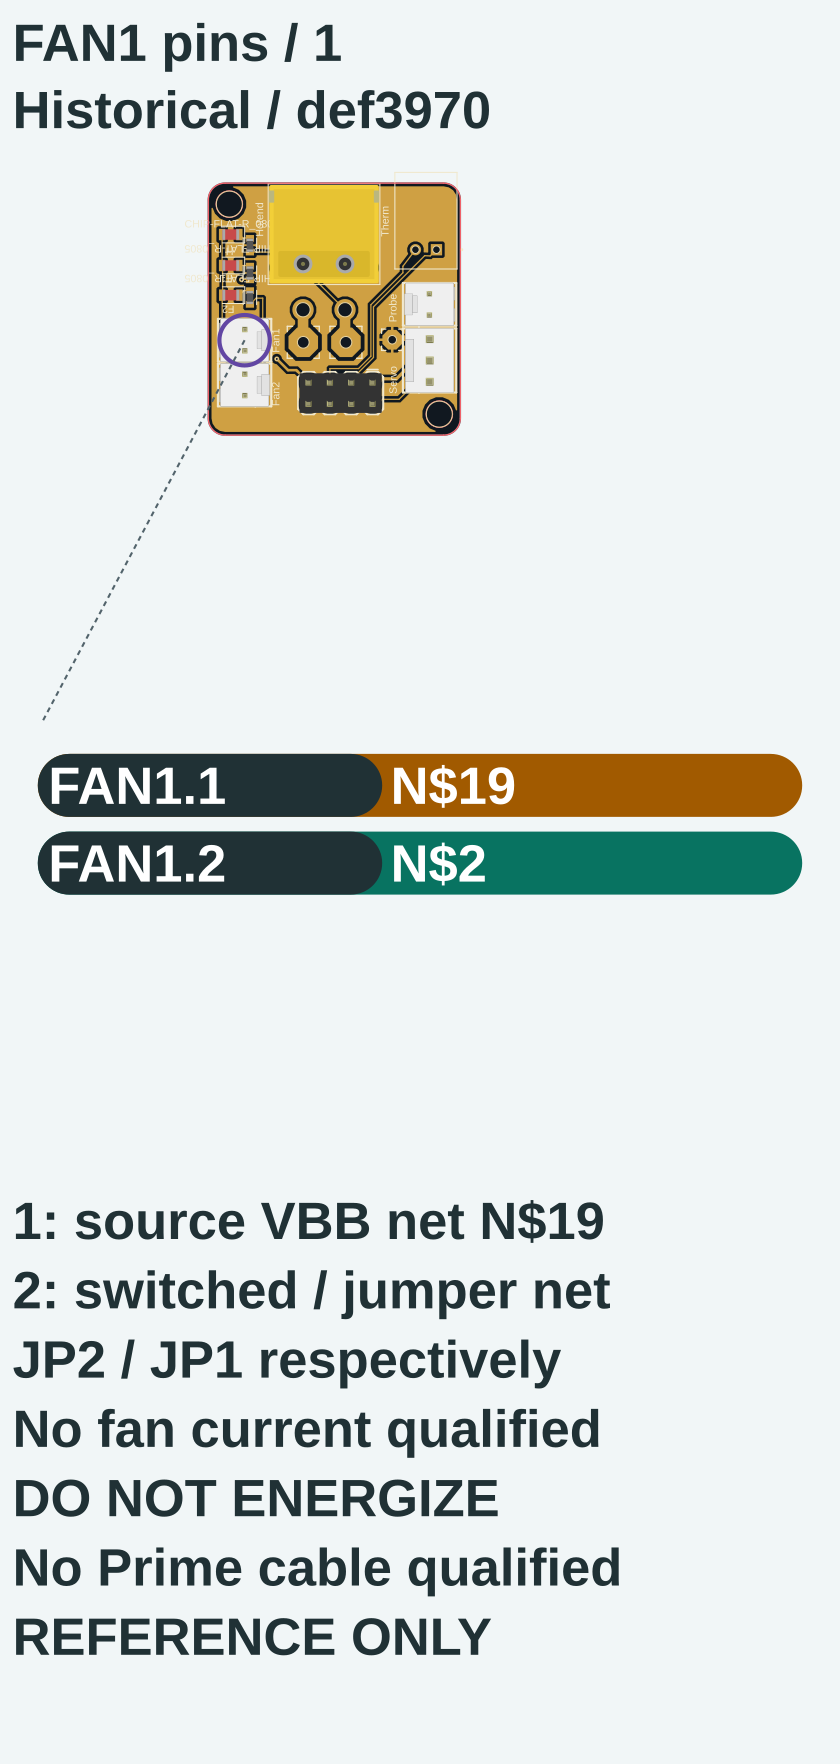 FAN1 pins / 1
Historical / def3970
Therm
Probe
Fan1
Servo
Fan2
FAN1.1 N$19
FAN1.2 N$2
1: source VBB net N$19
2: switched / jumper net
JP2 / JP1 respectively
No fan current qualified
DO NOT ENERGIZE
No Prime cable qualified
REFERENCE ONLY